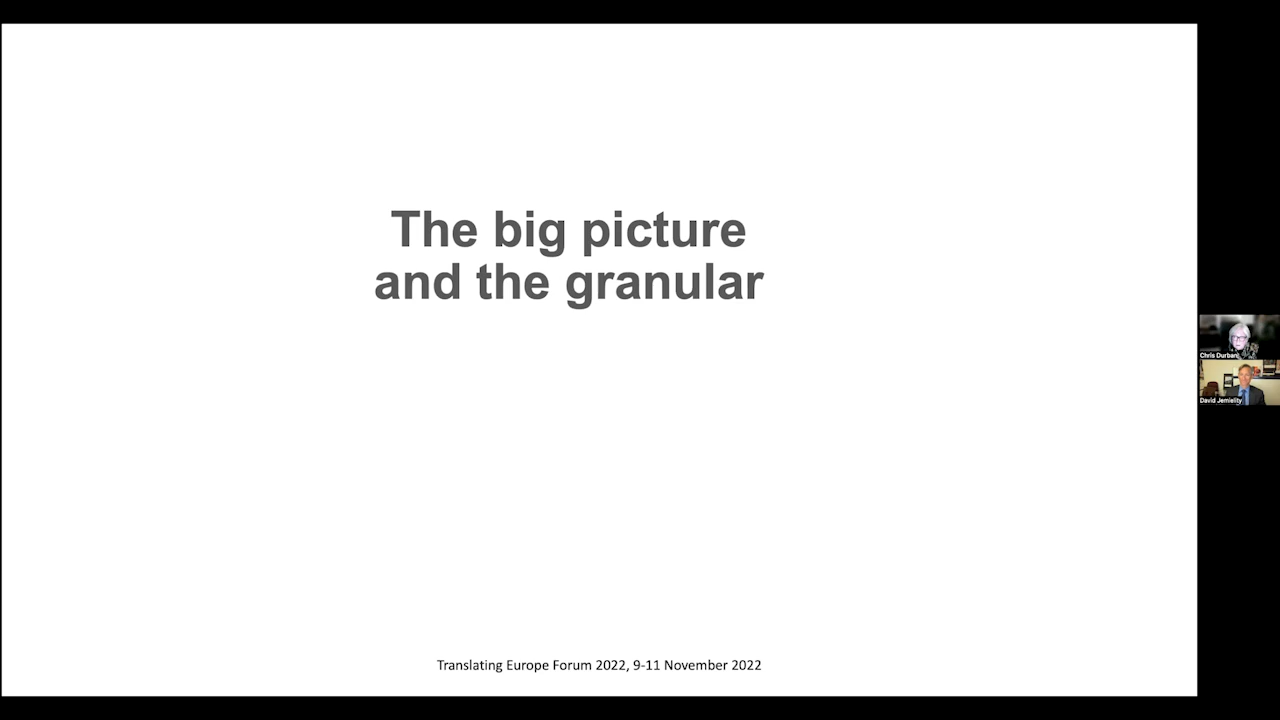 The big picture
and the granular
Chris Durban
David Jemielity
Translating Europe Forum 2022, 9-11 November 2022